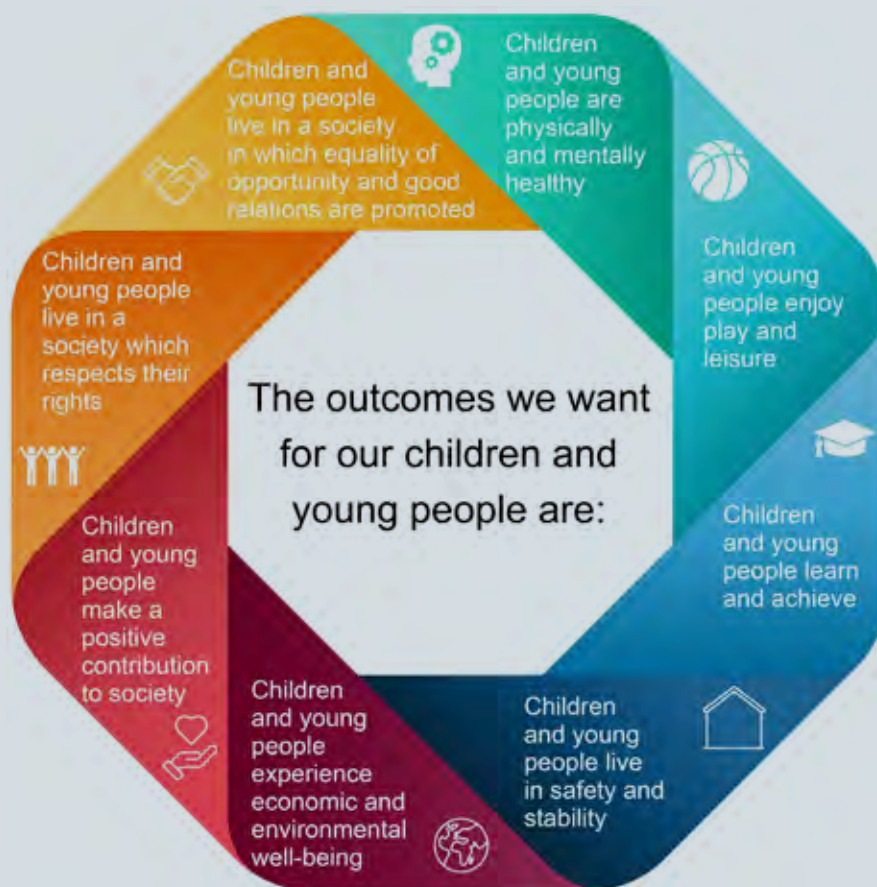 The outcomes we want
for our children and
young people are:
Children
and young
people are
physically
and mentally
healthy
Children
and young
people enjoy
play and
leisure
Children
and young
people learn
and achieve
Children
and young
people live
in safety and
stability
Children
and young
people
experience
economic and
environmental
well-being
Children
and young
people
make a
positive
contribution
to society
Children and
young people
live in a
society which
respects their
rights
Children and
young people
live in a society
in which equality of
opportunity and good
relations are promoted